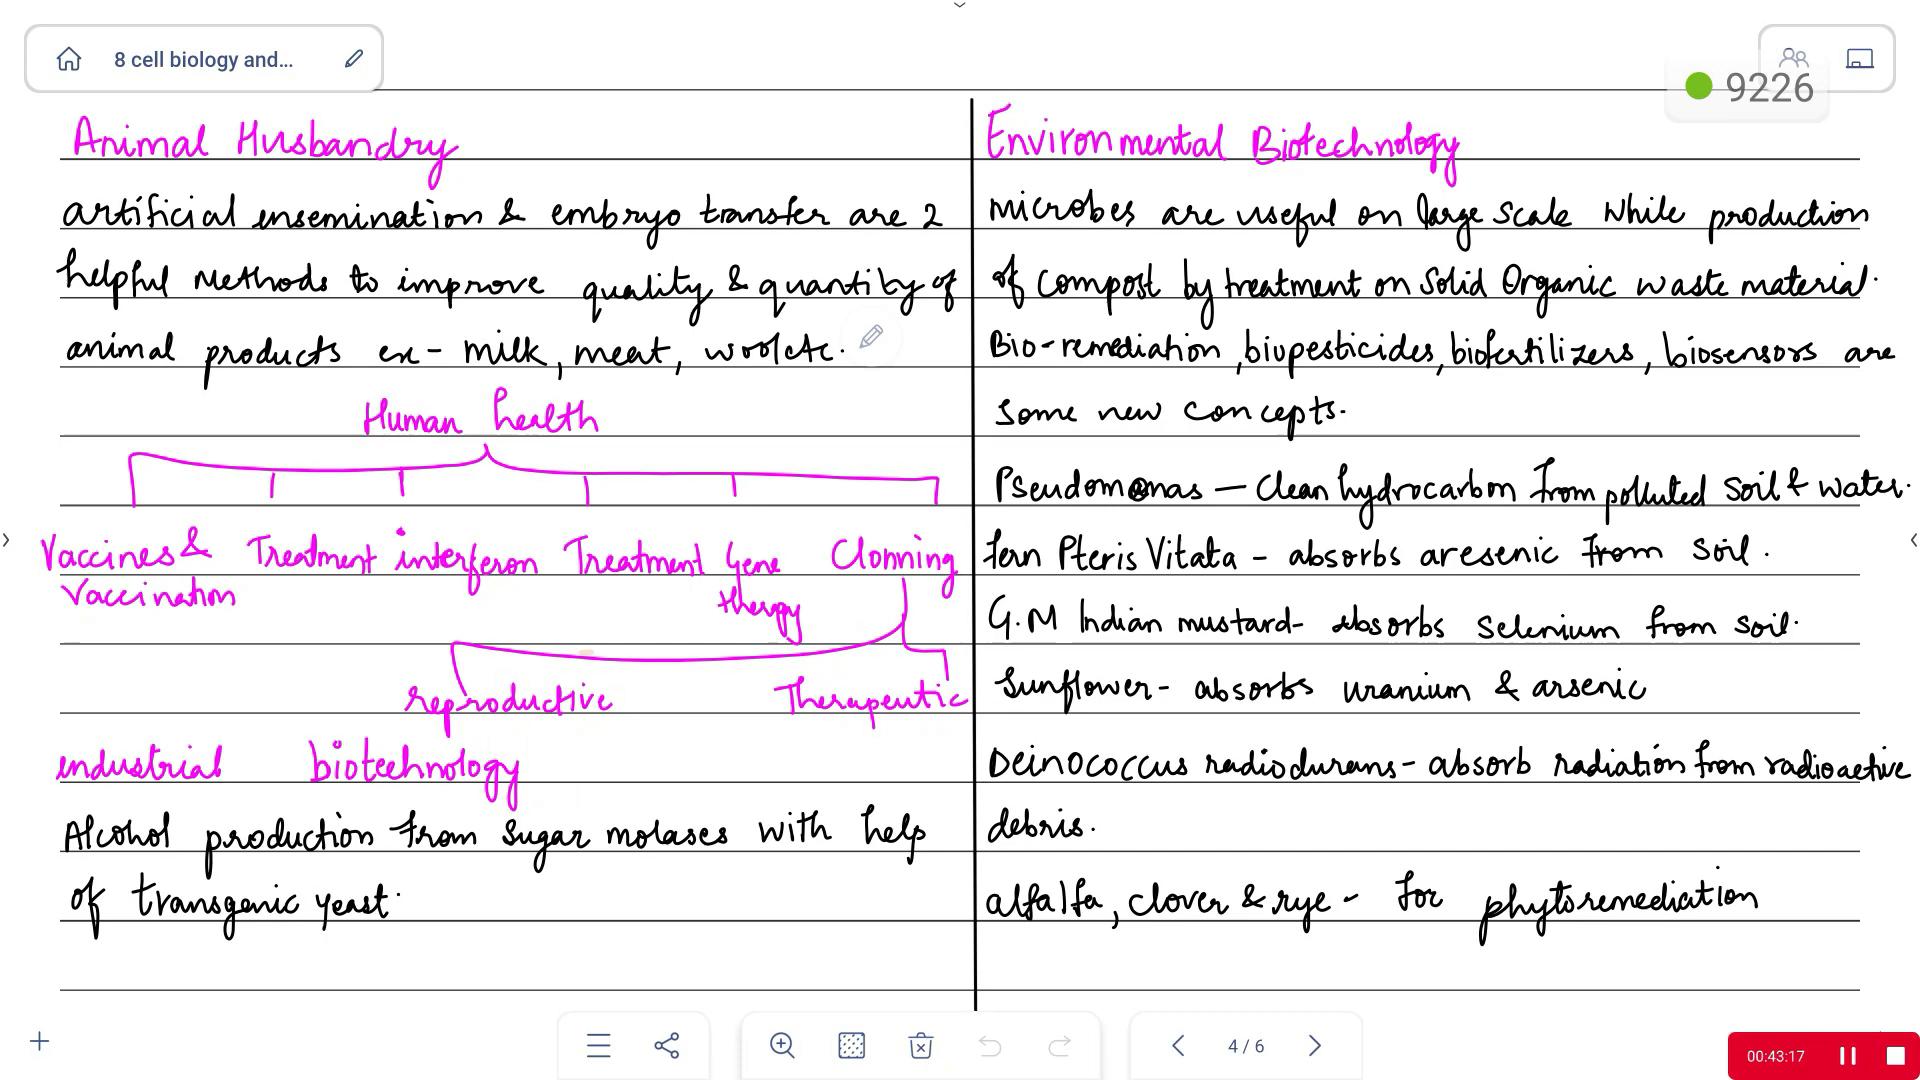 8 cell biology and...
9226
Animal Husbandry
artificial insemination & embryo transfer are 2
helpful Methods to improve quality & quantity of
animal products ex - milk, meat, wool etc.
Human health
Vaccines & Treatment interferon Treatment Gene Clonning
Vaccination therapy
reproductive Therapeutic
industrial biotechnology
Alcohol production from sugar molases with help
of transgenic yeast.
Environmental Biotechnology
microbes are useful on large scale While production
of compost by treatment on Solid Organic waste material.
Bio-remediation, biopesticides, biofertilizers, biosensors are
some new concepts.
Pseudomonas — Clean hydrocarbon from polluted soil & water.
fern Pteris Vitata - absorbs aresenic from soil.
G.M Indian mustard - absorbs selenium from soil.
Sunflower - absorbs uranium & arsenic
Deinococcus radiodurans - absorb radiation from radioactive
debris.
alfalfa, clover & rye - for phytoremediation
4 / 6
00:43:17